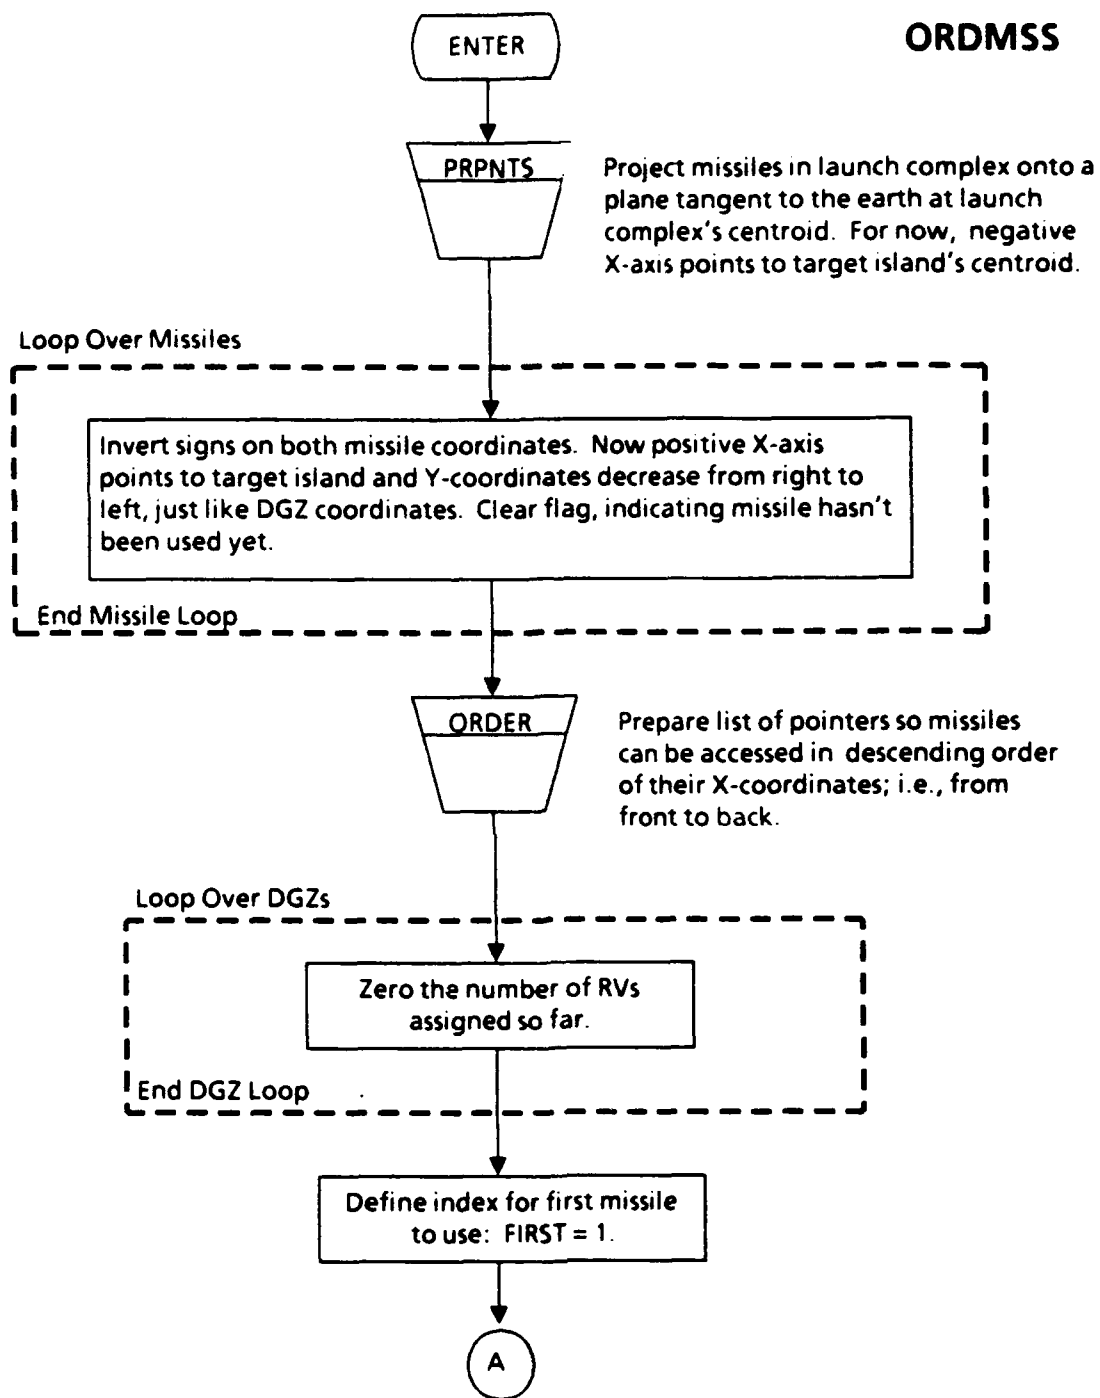 ORDMSS
ENTER
PRPNTS
Project missiles in launch complex onto a
plane tangent to the earth at launch
complex's centroid. For now, negative
X-axis points to target island's centroid.
Loop Over Missiles
Invert signs on both missile coordinates. Now positive X-axis
points to target island and Y-coordinates decrease from right to
left, just like DGZ coordinates. Clear flag, indicating missile hasn't
been used yet.
End Missile Loop
ORDER
Prepare list of pointers so missiles
can be accessed in descending order
of their X-coordinates; i.e., from
front to back.
Loop Over DGZs
Zero the number of RVs
assigned so far.
End DGZ Loop
Define index for first missile
to use: FIRST = 1.
A